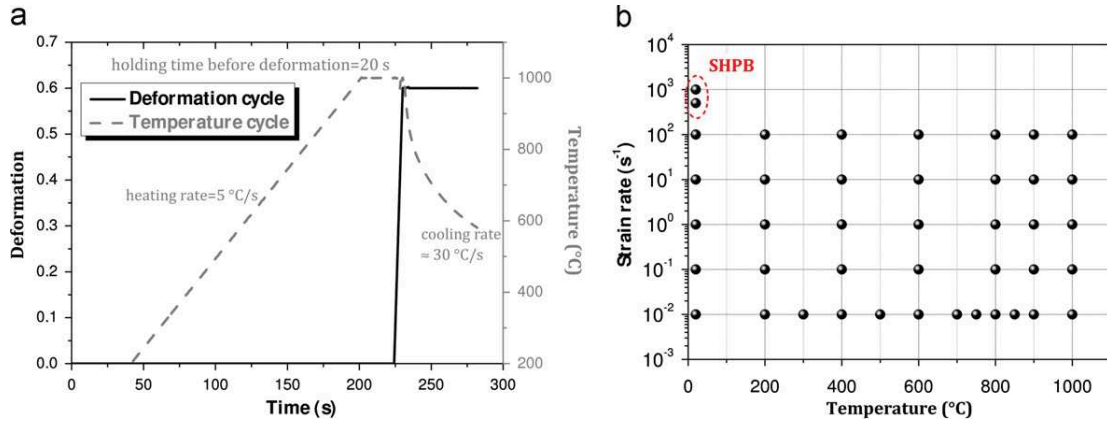 a
0.7
0.6
0.5
0.4
0.3
0.2
0.1
0.0
Deformation
holding time before deformation=20 s
Deformation cycle
Temperature cycle
heating rate=5 °C/s
cooling rate
≈ 30 °C/s
1000
800
600
400
200
Temperature (°C)
0 50 100 150 200 250 300
Time (s)
b
10⁴
10³
10²
10¹
10⁰
10⁻¹
10⁻²
10⁻³
Strain rate (s⁻¹)
SHPB
0 200 400 600 800 1000
Temperature (°C)